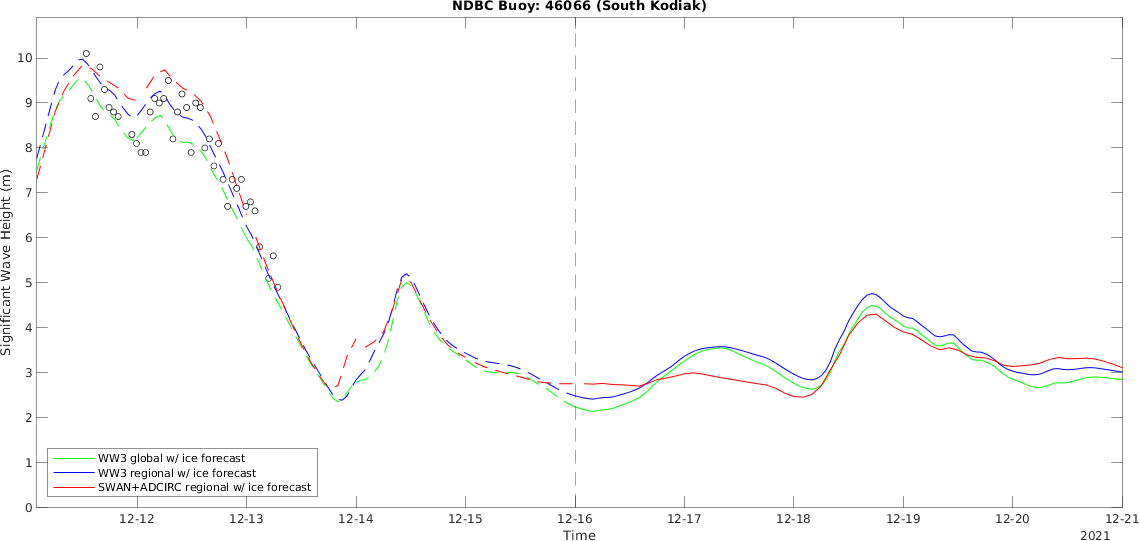 NDBC Buoy: 46066 (South Kodiak)
10
9
8
7
6
5
4
3
2
1
0
Significant Wave Height (m)
WW3 global w/ ice forecast
WW3 regional w/ ice forecast
SWAN+ADCIRC regional w/ ice forecast
12-12 12-13 12-14 12-15 12-16 12-17 12-18 12-19 12-20 12-21
Time
2021